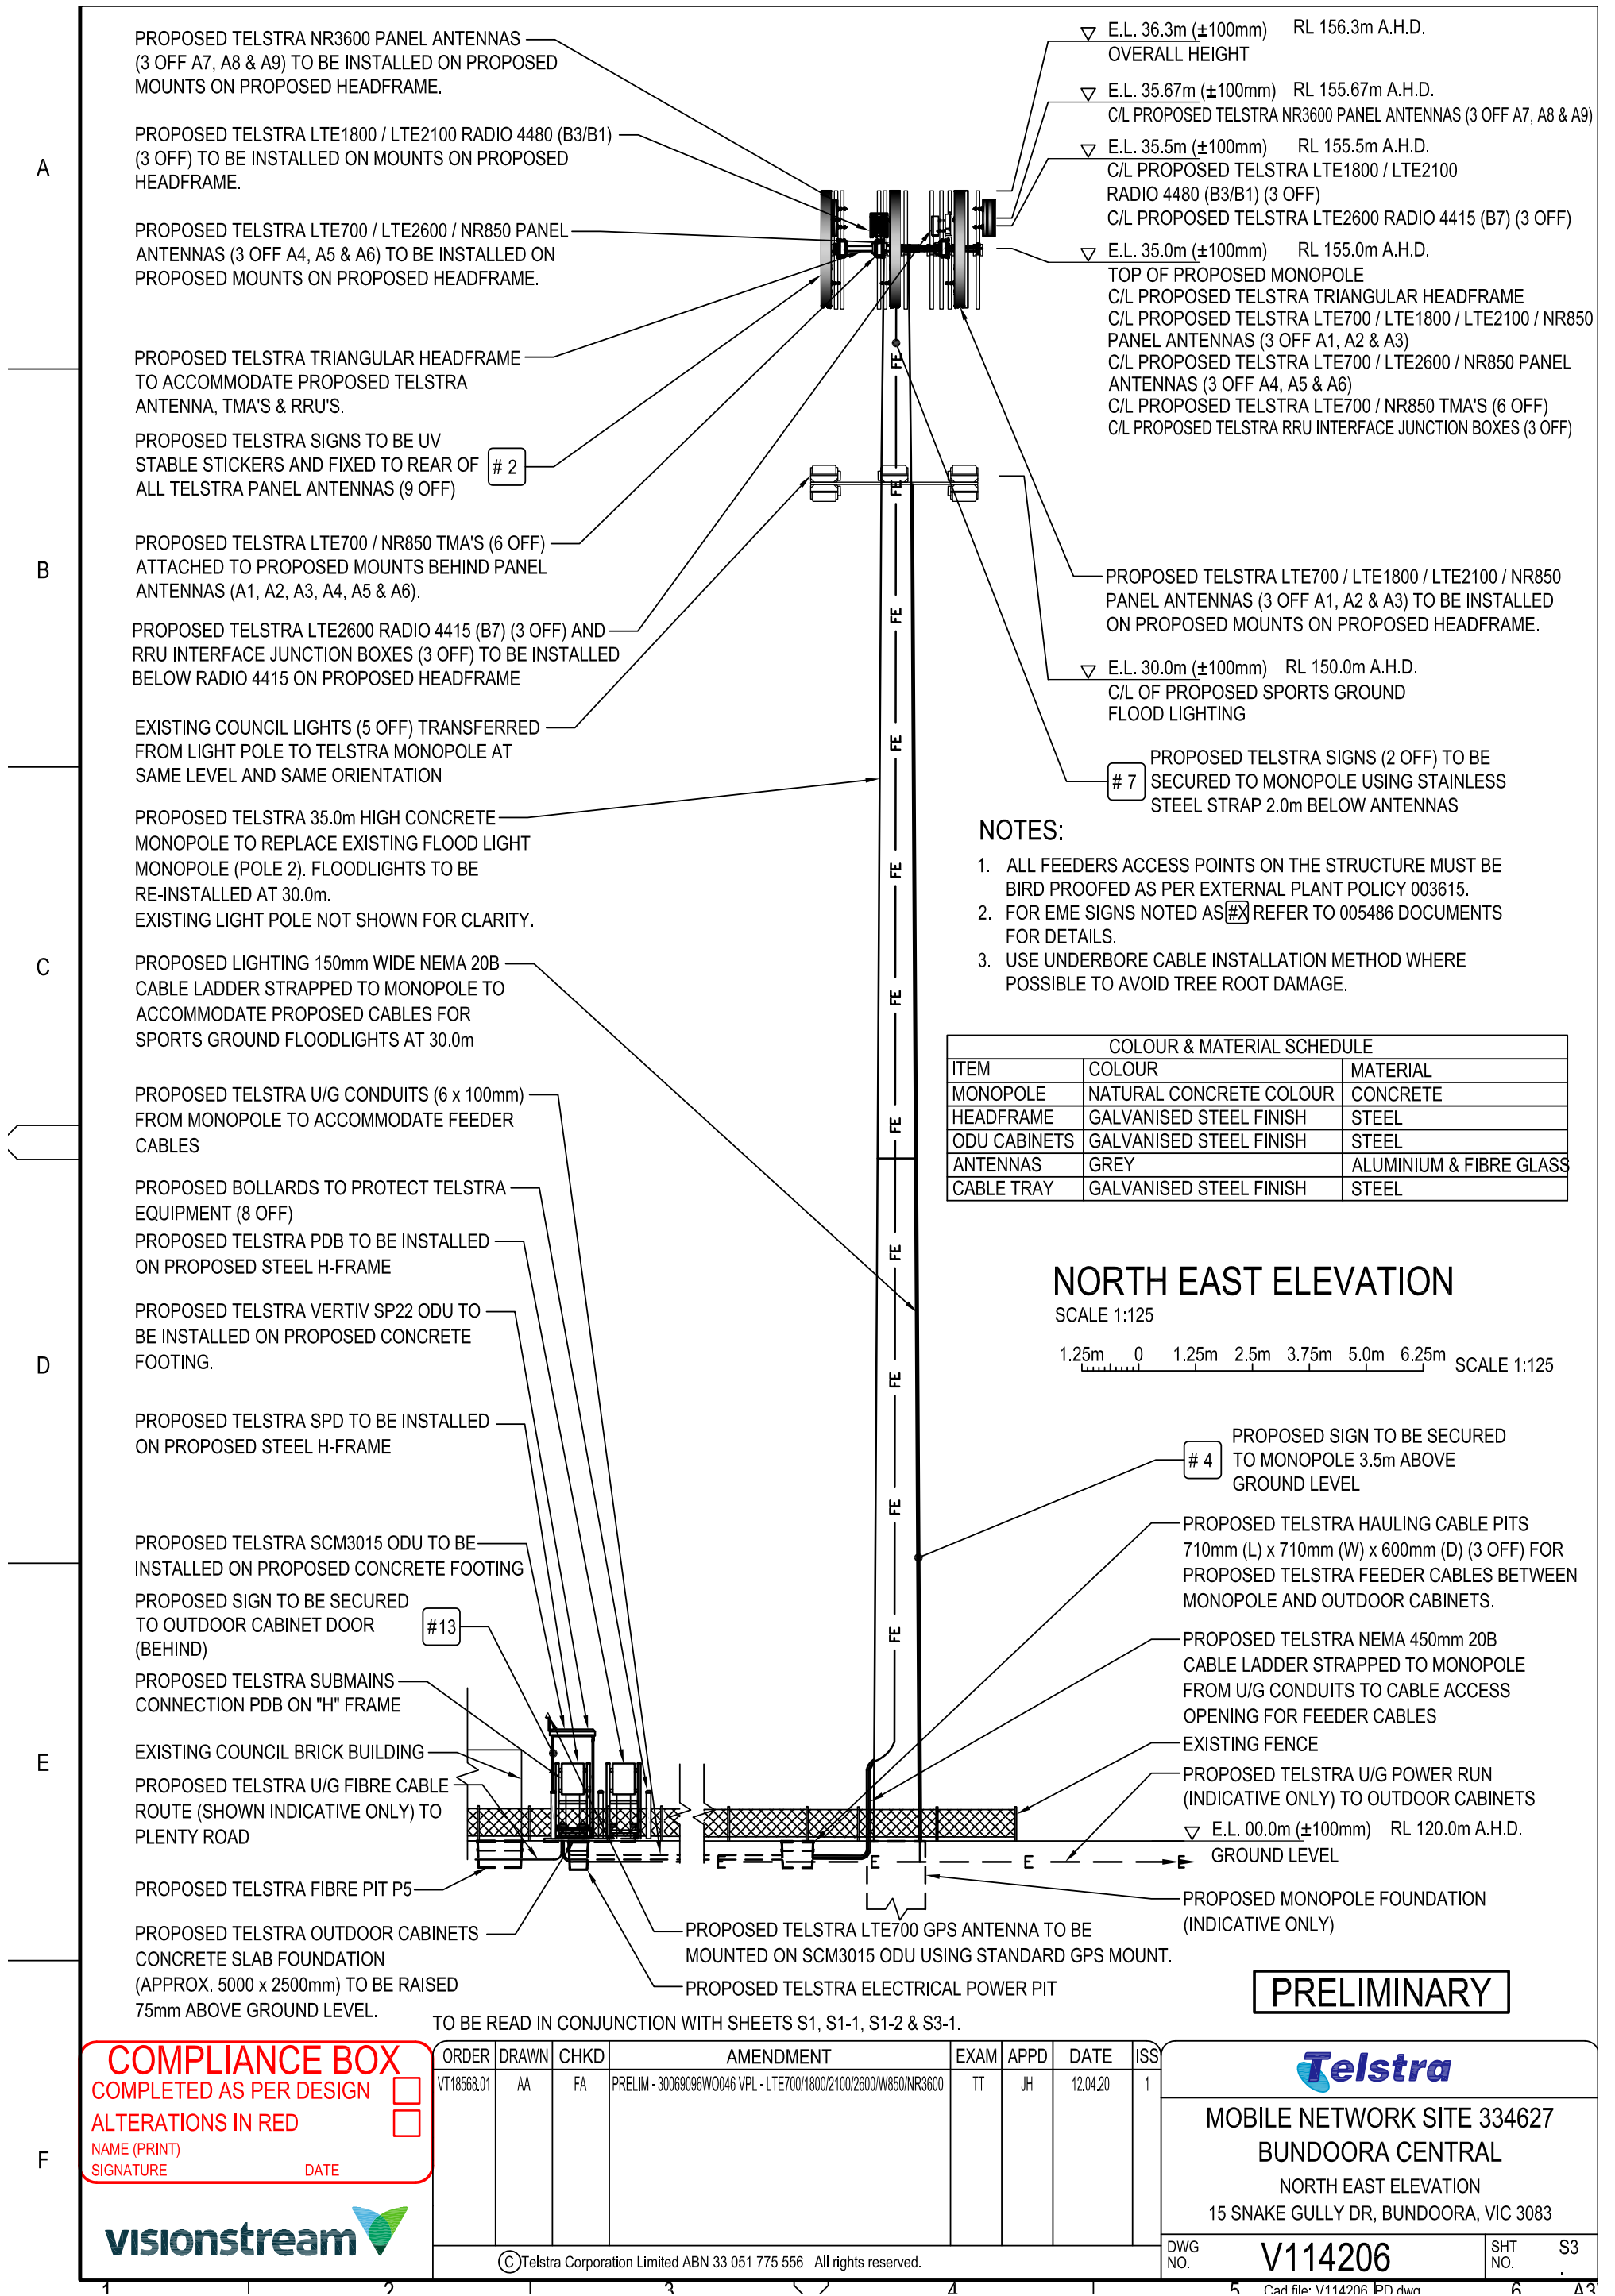 PROPOSED TELSTRA NR3600 PANEL ANTENNAS
(3 OFF A7, A8 & A9) TO BE INSTALLED ON PROPOSED
MOUNTS ON PROPOSED HEADFRAME.
PROPOSED TELSTRA LTE1800 / LTE2100 RADIO 4480 (B3/B1)
(3 OFF) TO BE INSTALLED ON MOUNTS ON PROPOSED
HEADFRAME.
PROPOSED TELSTRA LTE700 / LTE2600 / NR850 PANEL
ANTENNAS (3 OFF A4, A5 & A6) TO BE INSTALLED ON
PROPOSED MOUNTS ON PROPOSED HEADFRAME.
PROPOSED TELSTRA TRIANGULAR HEADFRAME
TO ACCOMMODATE PROPOSED TELSTRA
ANTENNA, TMA'S & RRU'S.
PROPOSED TELSTRA SIGNS TO BE UV
STABLE STICKERS AND FIXED TO REAR OF
ALL TELSTRA PANEL ANTENNAS (9 OFF)
# 2
PROPOSED TELSTRA LTE700 / NR850 TMA'S (6 OFF)
ATTACHED TO PROPOSED MOUNTS BEHIND PANEL
ANTENNAS (A1, A2, A3, A4, A5 & A6).
PROPOSED TELSTRA LTE2600 RADIO 4415 (B7) (3 OFF) AND
RRU INTERFACE JUNCTION BOXES (3 OFF) TO BE INSTALLED
BELOW RADIO 4415 ON PROPOSED HEADFRAME
EXISTING COUNCIL LIGHTS (5 OFF) TRANSFERRED
FROM LIGHT POLE TO TELSTRA MONOPOLE AT
SAME LEVEL AND SAME ORIENTATION
PROPOSED TELSTRA 35.0m HIGH CONCRETE
MONOPOLE TO REPLACE EXISTING FLOOD LIGHT
MONOPOLE (POLE 2). FLOODLIGHTS TO BE
RE-INSTALLED AT 30.0m.
EXISTING LIGHT POLE NOT SHOWN FOR CLARITY.
PROPOSED LIGHTING 150mm WIDE NEMA 20B
CABLE LADDER STRAPPED TO MONOPOLE TO
ACCOMMODATE PROPOSED CABLES FOR
SPORTS GROUND FLOODLIGHTS AT 30.0m
PROPOSED TELSTRA U/G CONDUITS (6 x 100mm)
FROM MONOPOLE TO ACCOMMODATE FEEDER
CABLES
PROPOSED BOLLARDS TO PROTECT TELSTRA
EQUIPMENT (8 OFF)
PROPOSED TELSTRA PDB TO BE INSTALLED
ON PROPOSED STEEL H-FRAME
PROPOSED TELSTRA VERTIV SP22 ODU TO
BE INSTALLED ON PROPOSED CONCRETE
FOOTING.
PROPOSED TELSTRA SPD TO BE INSTALLED
ON PROPOSED STEEL H-FRAME
PROPOSED TELSTRA SCM3015 ODU TO BE
INSTALLED ON PROPOSED CONCRETE FOOTING
PROPOSED SIGN TO BE SECURED
TO OUTDOOR CABINET DOOR
(BEHIND)
#13
PROPOSED TELSTRA SUBMAINS
CONNECTION PDB ON "H" FRAME
EXISTING COUNCIL BRICK BUILDING
PROPOSED TELSTRA U/G FIBRE CABLE
ROUTE (SHOWN INDICATIVE ONLY) TO
PLENTY ROAD
PROPOSED TELSTRA FIBRE PIT P5
PROPOSED TELSTRA OUTDOOR CABINETS
CONCRETE SLAB FOUNDATION
(APPROX. 5000 x 2500mm) TO BE RAISED
75mm ABOVE GROUND LEVEL.
A
B
C
D
E
F
E.L. 36.3m (±100mm) RL 156.3m A.H.D.
OVERALL HEIGHT
E.L. 35.67m (±100mm) RL 155.67m A.H.D.
C/L PROPOSED TELSTRA NR3600 PANEL ANTENNAS (3 OFF A7, A8 & A9)
E.L. 35.5m (±100mm) RL 155.5m A.H.D.
C/L PROPOSED TELSTRA LTE1800 / LTE2100
RADIO 4480 (B3/B1) (3 OFF)
C/L PROPOSED TELSTRA LTE2600 RADIO 4415 (B7) (3 OFF)
E.L. 35.0m (±100mm) RL 155.0m A.H.D.
TOP OF PROPOSED MONOPOLE
C/L PROPOSED TELSTRA TRIANGULAR HEADFRAME
C/L PROPOSED TELSTRA LTE700 / LTE1800 / LTE2100 / NR850
PANEL ANTENNAS (3 OFF A1, A2 & A3)
C/L PROPOSED TELSTRA LTE700 / LTE2600 / NR850 PANEL
ANTENNAS (3 OFF A4, A5 & A6)
C/L PROPOSED TELSTRA LTE700 / NR850 TMA'S (6 OFF)
C/L PROPOSED TELSTRA RRU INTERFACE JUNCTION BOXES (3 OFF)
PROPOSED TELSTRA LTE700 / LTE1800 / LTE2100 / NR850
PANEL ANTENNAS (3 OFF A1, A2 & A3) TO BE INSTALLED
ON PROPOSED MOUNTS ON PROPOSED HEADFRAME.
E.L. 30.0m (±100mm) RL 150.0m A.H.D.
C/L OF PROPOSED SPORTS GROUND
FLOOD LIGHTING
# 7
PROPOSED TELSTRA SIGNS (2 OFF) TO BE
SECURED TO MONOPOLE USING STAINLESS
STEEL STRAP 2.0m BELOW ANTENNAS
NOTES:
1. ALL FEEDERS ACCESS POINTS ON THE STRUCTURE MUST BE
BIRD PROOFED AS PER EXTERNAL PLANT POLICY 003615.
2. FOR EME SIGNS NOTED AS #X REFER TO 005486 DOCUMENTS
FOR DETAILS.
3. USE UNDERBORE CABLE INSTALLATION METHOD WHERE
POSSIBLE TO AVOID TREE ROOT DAMAGE.
COLOUR & MATERIAL SCHEDULE
ITEM COLOUR MATERIAL
MONOPOLE NATURAL CONCRETE COLOUR CONCRETE
HEADFRAME GALVANISED STEEL FINISH STEEL
ODU CABINETS GALVANISED STEEL FINISH STEEL
ANTENNAS GREY ALUMINIUM & FIBRE GLASS
CABLE TRAY GALVANISED STEEL FINISH STEEL
NORTH EAST ELEVATION
SCALE 1:125
1.25m 0 1.25m 2.5m 3.75m 5.0m 6.25m SCALE 1:125
# 4
PROPOSED SIGN TO BE SECURED
TO MONOPOLE 3.5m ABOVE
GROUND LEVEL
PROPOSED TELSTRA HAULING CABLE PITS
710mm (L) x 710mm (W) x 600mm (D) (3 OFF) FOR
PROPOSED TELSTRA FEEDER CABLES BETWEEN
MONOPOLE AND OUTDOOR CABINETS.
PROPOSED TELSTRA NEMA 450mm 20B
CABLE LADDER STRAPPED TO MONOPOLE
FROM U/G CONDUITS TO CABLE ACCESS
OPENING FOR FEEDER CABLES
EXISTING FENCE
PROPOSED TELSTRA U/G POWER RUN
(INDICATIVE ONLY) TO OUTDOOR CABINETS
E.L. 00.0m (±100mm) RL 120.0m A.H.D.
GROUND LEVEL
PROPOSED MONOPOLE FOUNDATION
(INDICATIVE ONLY)
FE
FE
FE
FE
FE
FE
FE
FE
FE
FE
FE
E E E E
PROPOSED TELSTRA LTE700 GPS ANTENNA TO BE
MOUNTED ON SCM3015 ODU USING STANDARD GPS MOUNT.
PROPOSED TELSTRA ELECTRICAL POWER PIT
PRELIMINARY
TO BE READ IN CONJUNCTION WITH SHEETS S1, S1-1, S1-2 & S3-1.
COMPLIANCE BOX
COMPLETED AS PER DESIGN
ALTERATIONS IN RED
NAME (PRINT)
SIGNATURE DATE
visionstream
ORDER DRAWN CHKD AMENDMENT EXAM APPD DATE ISS
VT18568.01 AA FA PRELIM - 30069096WO046 VPL - LTE700/1800/2100/2600/W850/NR3600 TT JH 12.04.20 1
©Telstra Corporation Limited ABN 33 051 775 556 All rights reserved.
Telstra
MOBILE NETWORK SITE 334627
BUNDOORA CENTRAL
NORTH EAST ELEVATION
15 SNAKE GULLY DR, BUNDOORA, VIC 3083
DWG NO. V114206 SHT NO. S3
1 2 4 5 Cad file: V114206_PD.dwg 6 A3